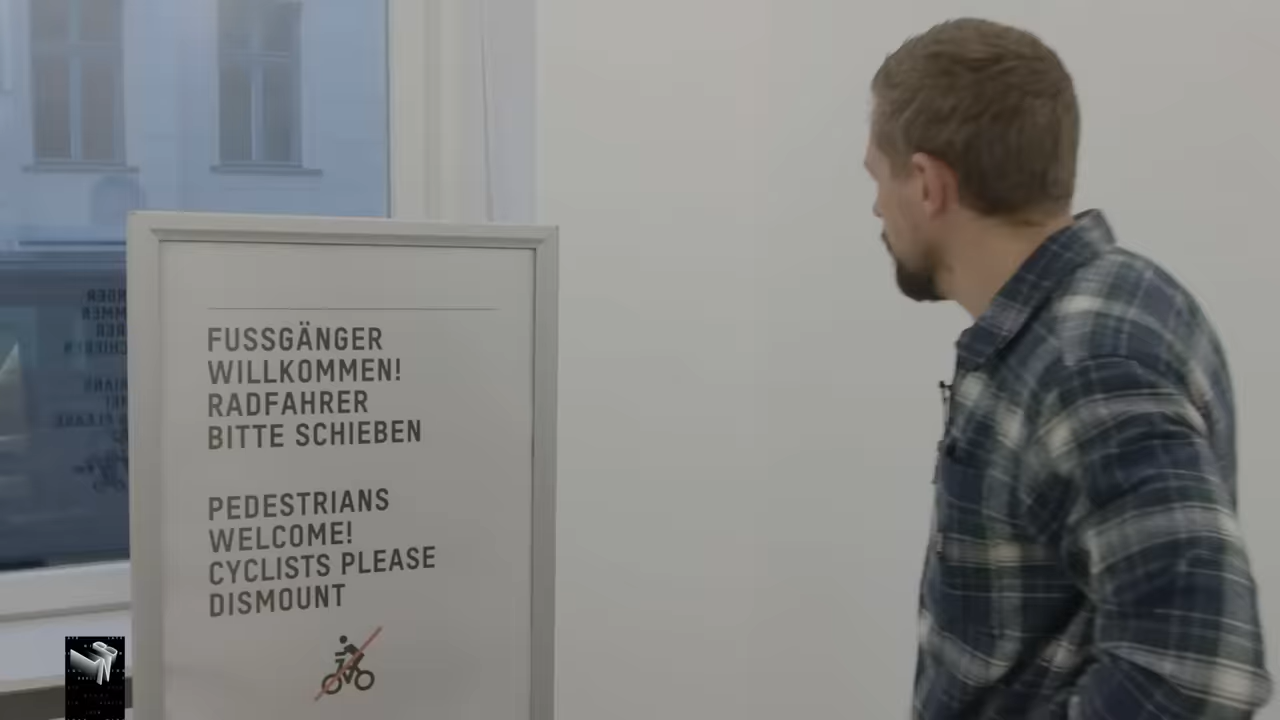 FUSSGÄNGER
WILLKOMMEN!
RADFAHRER
BITTE SCHIEBEN
PEDESTRIANS
WELCOME!
CYCLISTS PLEASE
DISMOUNT